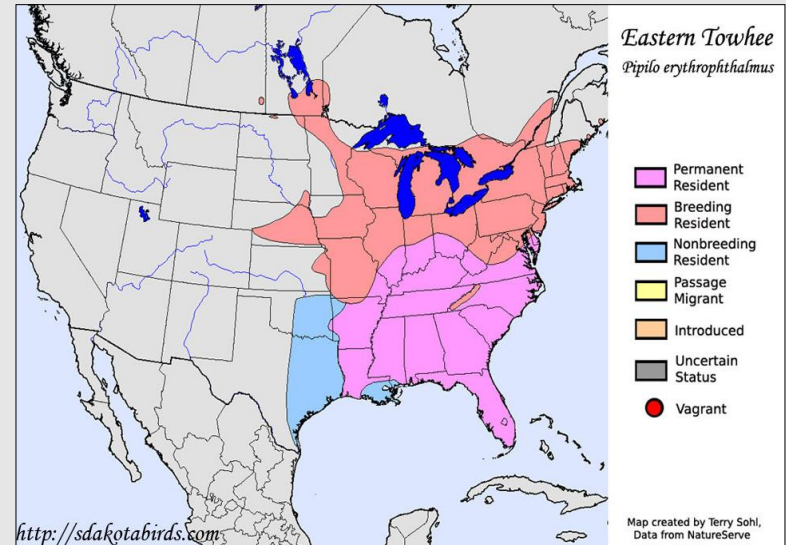 Eastern Towhee
Pipilo erythrophthalmus
Permanent
Resident
Breeding
Resident
Nonbreeding
Resident
Passage
Migrant
Introduced
Uncertain
Status
Vagrant
Map created by Terry Sohl,
Data from NatureServe
http://sdakotabirds.com